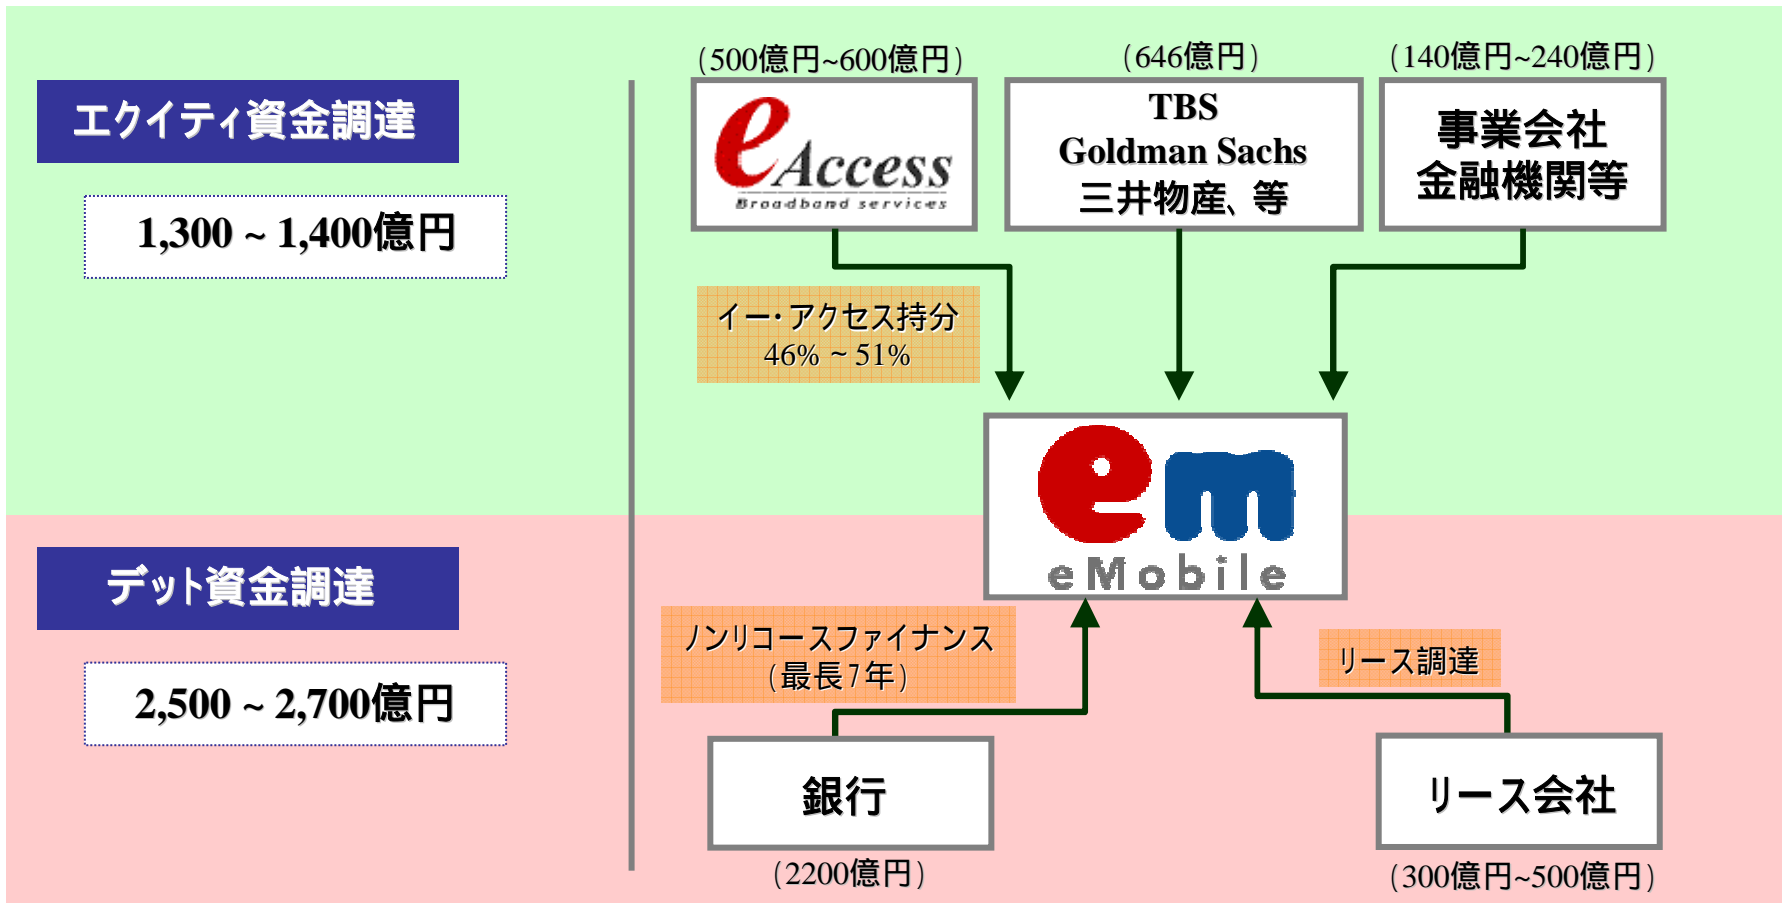 エクイティ資金調達
1,300 ~ 1,400億円
(500億円~600億円)
eAccess
Broadband services
(646億円)
TBS
Goldman Sachs
三井物産、等
(140億円~240億円)
事業会社
金融機関等
イー・アクセス持分
46% ~ 51%
em
eMobile
デット資金調達
2,500 ~ 2,700億円
ノンリコースファイナンス
(最長7年)
リース調達
銀行
(2200億円)
リース会社
(300億円~500億円)